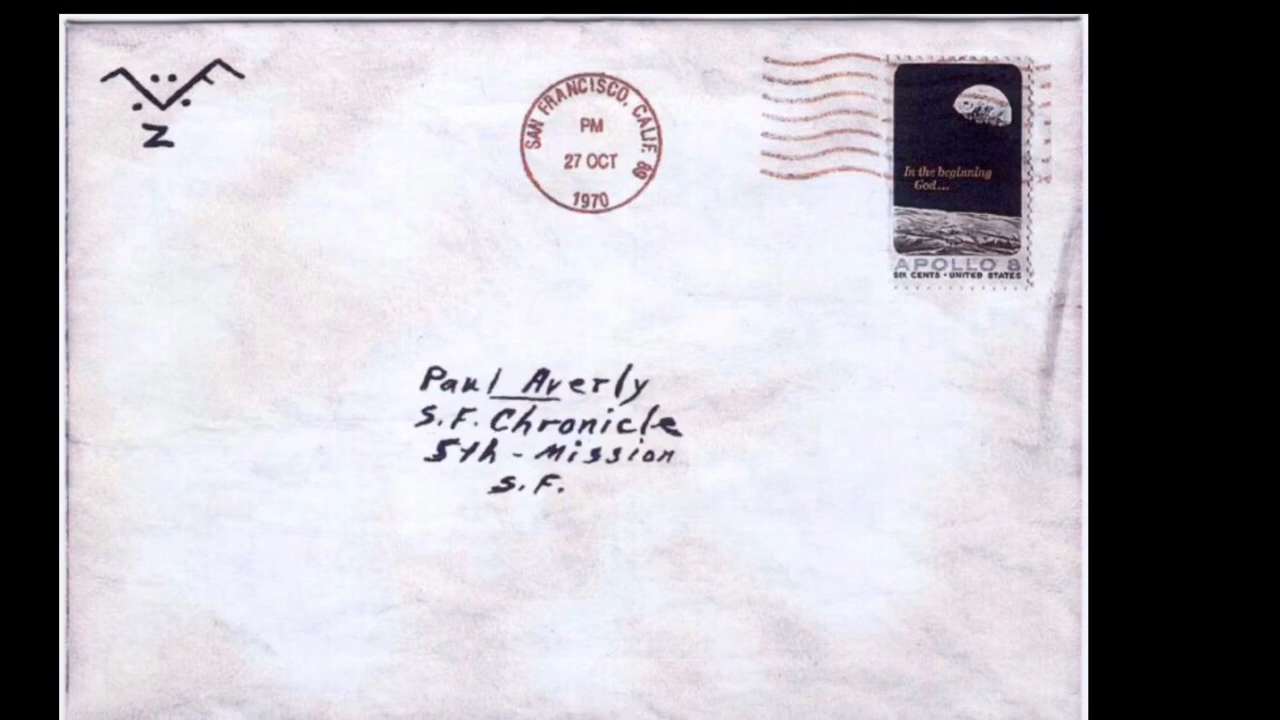 Z
SAN FRANCISCO, CALIF.
PM
27 OCT
1970
In the beginning
God...
APOLLO 8
SIX CENTS • UNITED STATES
Paul Averly
S.F. Chronicle
5th - Mission
S.F.